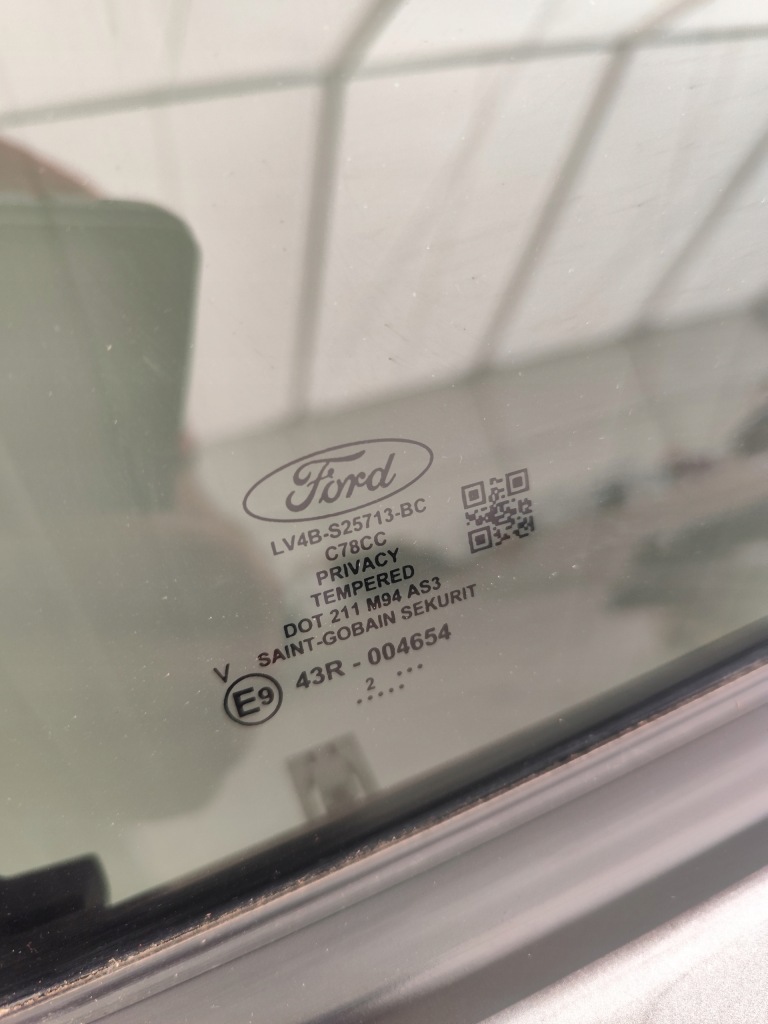 Ford
LV4B-S25713-BC
C78CC
PRIVACY
TEMPERED
DOT 211 M94 AS3
SAINT-GOBAIN SEKURIT
V
E9 43R - 004654
2
..... ...